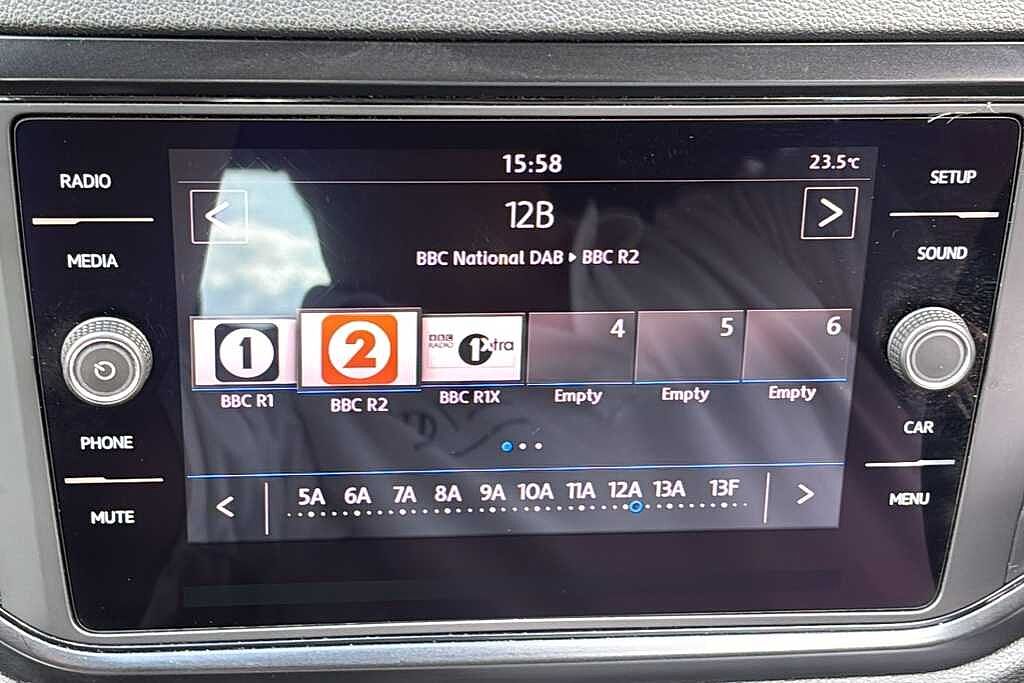 15:58 23.5℃
RADIO
SETUP
< 12B >
MEDIA
SOUND
BBC National DAB ▸ BBC R2
1 2 BBC RADIO 1Xtra 4 5 6
BBC R1 BBC R2 BBC R1X Empty Empty Empty
PHONE
CAR
< 5A 6A 7A 8A 9A 10A 11A 12A 13A 13F >
MUTE
MENU